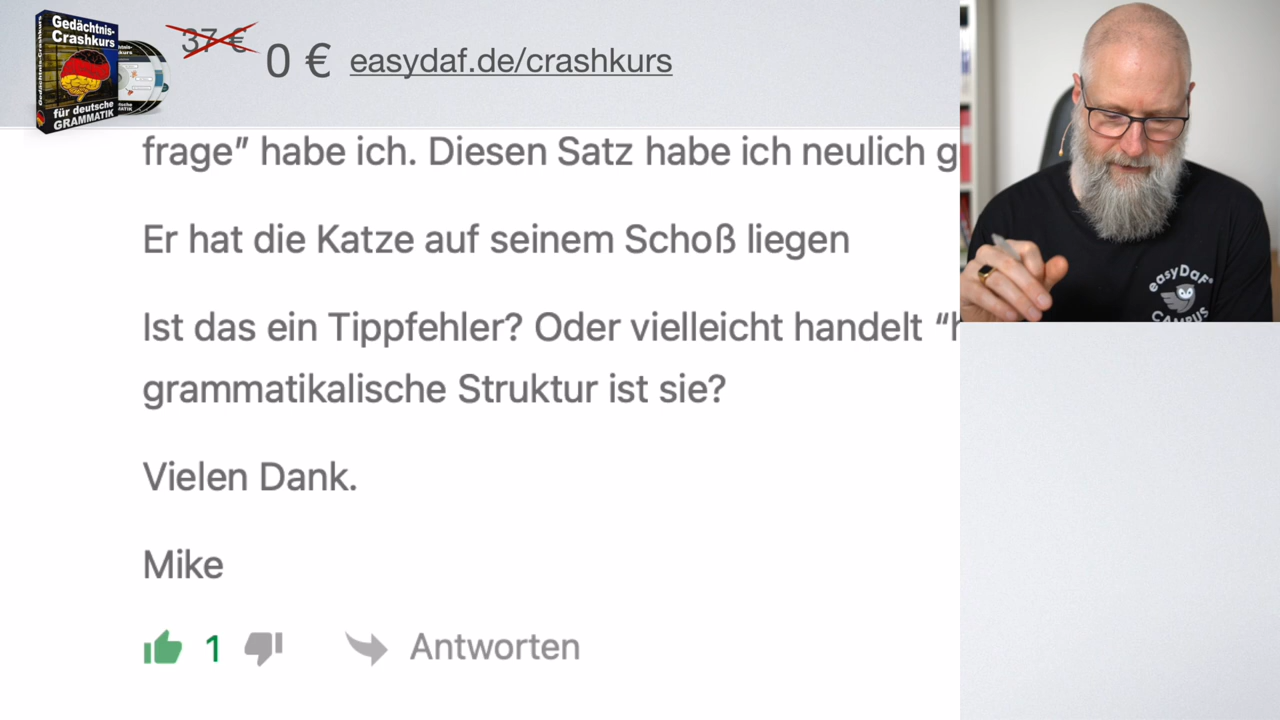 Gedächtnis-
Crashkurs
für deutsche
GRAMMATIK
37 €
0 € easydaf.de/crashkurs
frage” habe ich. Diesen Satz habe ich neulich g
Er hat die Katze auf seinem Schoß liegen
Ist das ein Tippfehler? Oder vielleicht handelt “h
grammatikalische Struktur ist sie?
Vielen Dank.
Mike
1 Antworten
easyDaF®
CAMPUS